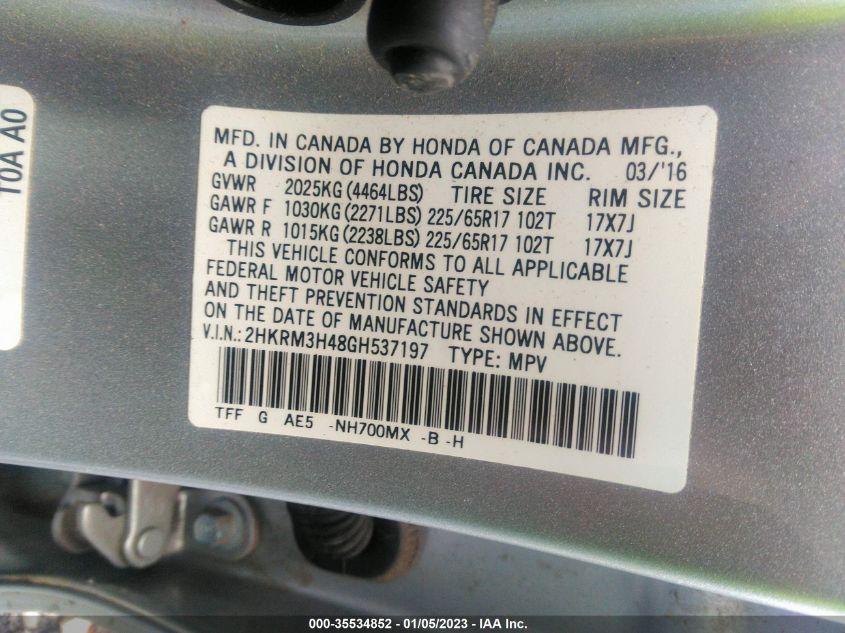 T0A A0
MFD. IN CANADA BY HONDA OF CANADA MFG.,
A DIVISION OF HONDA CANADA INC. 03/'16
GVWR 2025KG (4464LBS) TIRE SIZE RIM SIZE
GAWR F 1030KG (2271LBS) 225/65R17 102T 17X7J
GAWR R 1015KG (2238LBS) 225/65R17 102T 17X7J
THIS VEHICLE CONFORMS TO ALL APPLICABLE
FEDERAL MOTOR VEHICLE SAFETY
AND THEFT PREVENTION STANDARDS IN EFFECT
ON THE DATE OF MANUFACTURE SHOWN ABOVE.
V.I.N.: 2HKRM3H48GH537197 TYPE: MPV
TFF G AE5 -NH700MX -B -H
000-35534852 - 01/05/2023 - © IAA Inc.